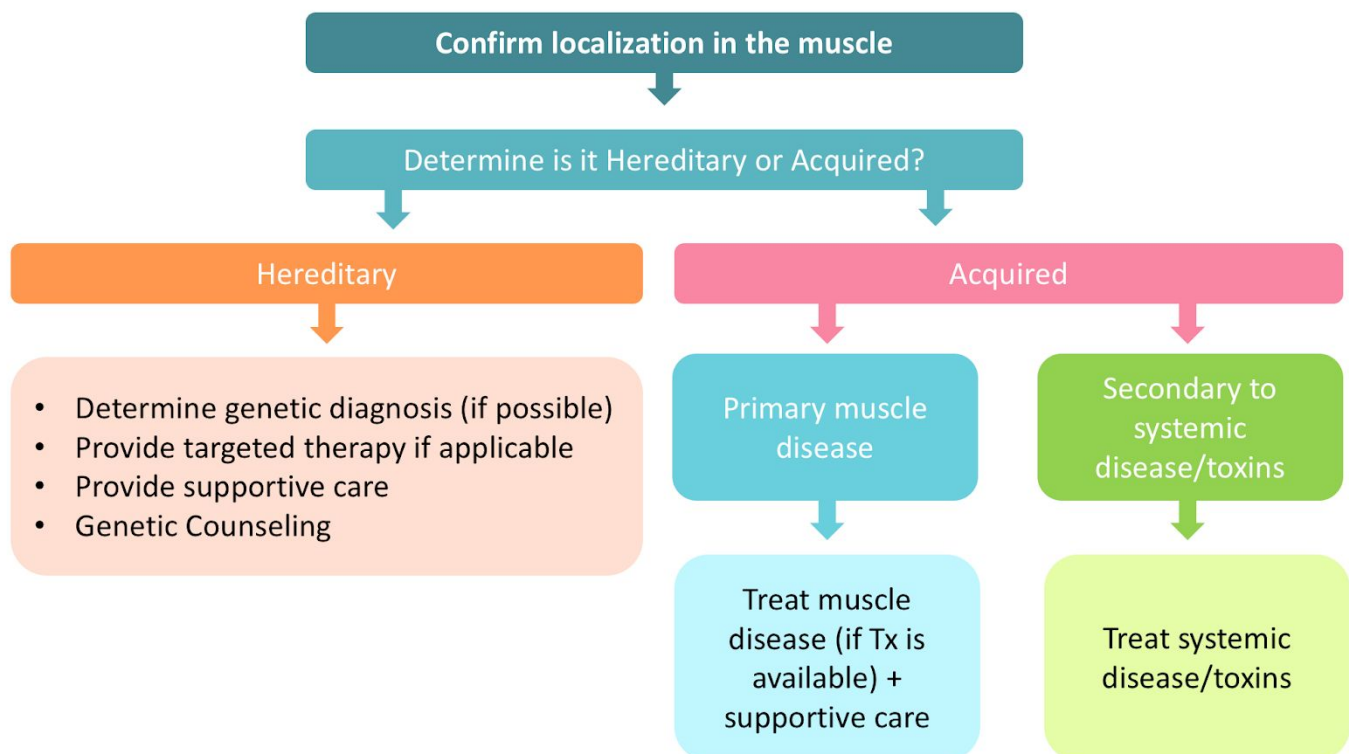 Confirm localization in the muscle
Determine is it Hereditary or Acquired?
Hereditary
Acquired
• Determine genetic diagnosis (if possible)
• Provide targeted therapy if applicable
• Provide supportive care
• Genetic Counseling
Primary muscle
disease
Secondary to
systemic
disease/toxins
Treat muscle
disease (if Tx is
available) +
supportive care
Treat systemic
disease/toxins